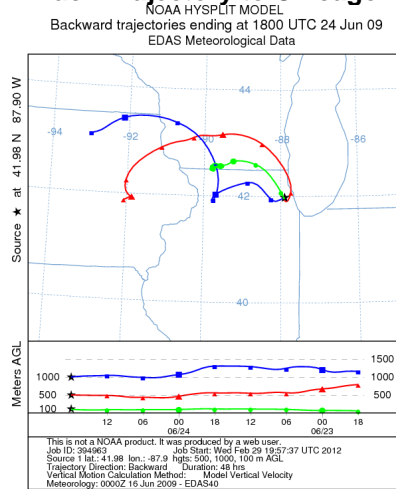 NOAA HYSPLIT MODEL
Backward trajectories ending at 1800 UTC 24 Jun 09
EDAS Meteorological Data
Source ★ at 41.98 N 87.90 W
-94
-92
-90
-88
-86
44
42
40
Meters AGL
1500
1000
1000
500
500
100
12 06 00 18 12 06 00 18
06/24 06/23
This is not a NOAA product. It was produced by a web user.
Job ID: 394963 Job Start: Wed Feb 29 19:57:37 UTC 2012
Source 1 lat.: 41.98 lon.: -87.9 hgts: 500, 1000, 100 m AGL
Trajectory Direction: Backward Duration: 48 hrs
Vertical Motion Calculation Method: Model Vertical Velocity
Meteorology: 0000Z 16 Jun 2009 - EDAS40